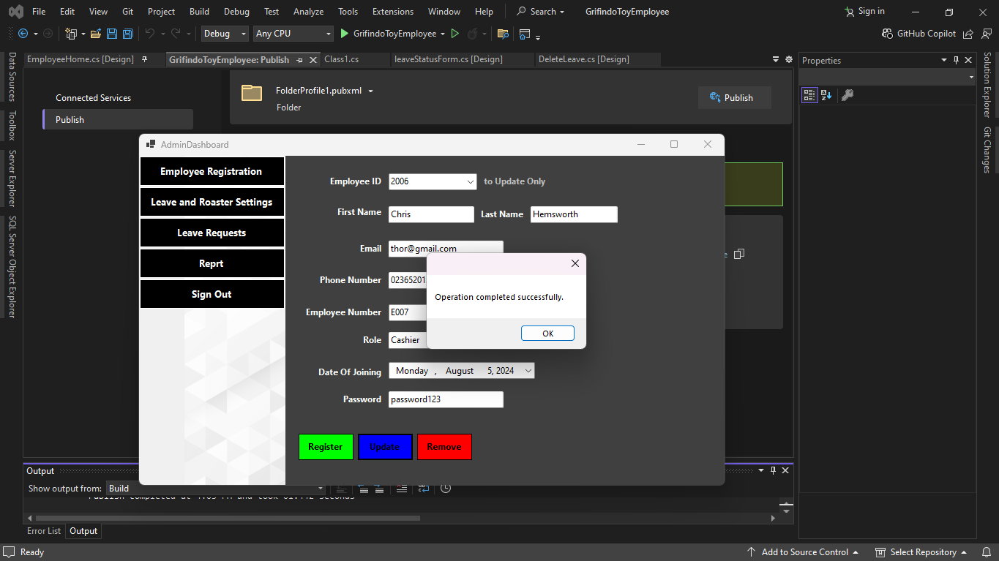 File Edit View Git Project Build Debug Test Analyze Tools Extensions Window Help Search GrifindoToyEmployee Sign in
Debug Any CPU GrifindoToyEmployee GitHub Copilot
EmployeeHome.cs [Design] GrifindoToyEmployee: Publish Class1.cs leaveStatusForm.cs [Design] DeleteLeave.cs [Design]
Properties
Data Sources
Toolbox
Server Explorer
SQL Server Object Explorer
Solution Explorer
Git Changes
Connected Services
Publish
FolderProfile1.pubxml
Folder
Publish
AdminDashboard
Employee Registration
Leave and Roaster Settings
Leave Requests
Reprt
Sign Out
Employee ID 2006 to Update Only
First Name Chris Last Name Hemsworth
Email thor@gmail.com
Phone Number 02365201
Employee Number E007
Role Cashier
Date Of Joining Monday , August 5, 2024
Password password123
Operation completed successfully.
OK
Register Update Remove
Output
Show output from: Build
Error List Output
Ready Add to Source Control Select Repository